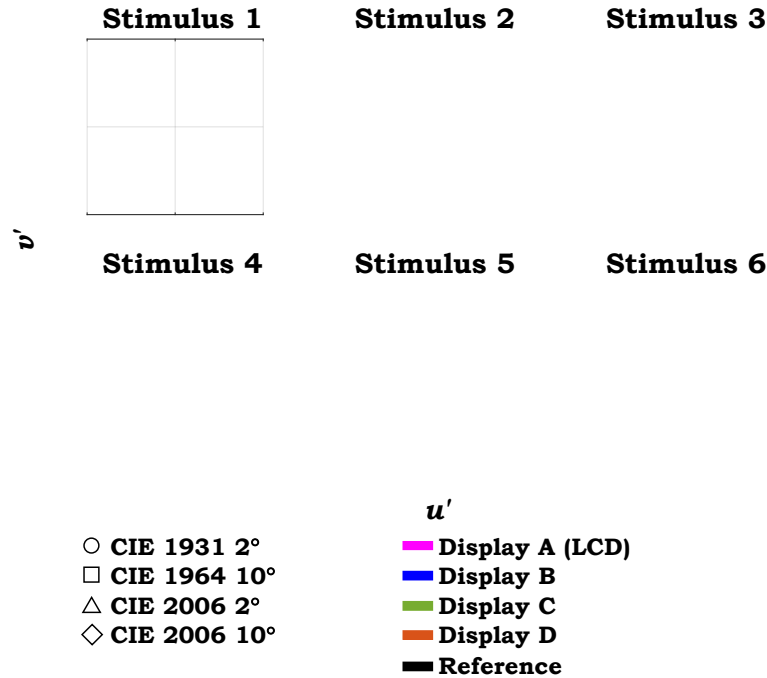 Stimulus 1 Stimulus 2 Stimulus 3
v'
Stimulus 4 Stimulus 5 Stimulus 6
u'
CIE 1931 2°
CIE 1964 10°
CIE 2006 2°
CIE 2006 10°
Display A (LCD)
Display B
Display C
Display D
Reference